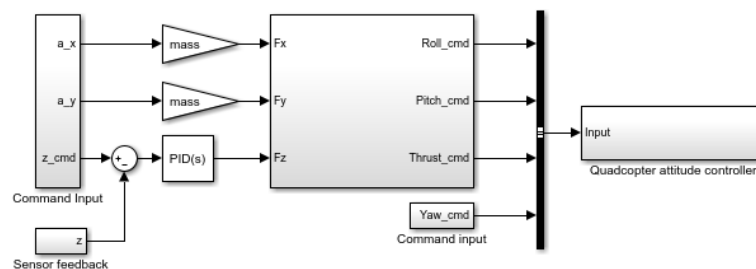 a_x
mass
Fx
Roll_cmd
a_y
mass
Fy
Pitch_cmd
Input
z_cmd
+
_
PID(s)
Fz
Thrust_cmd
Quadcopter attitude controller
Command Input
Yaw_cmd
z
Command input
Sensor feedback